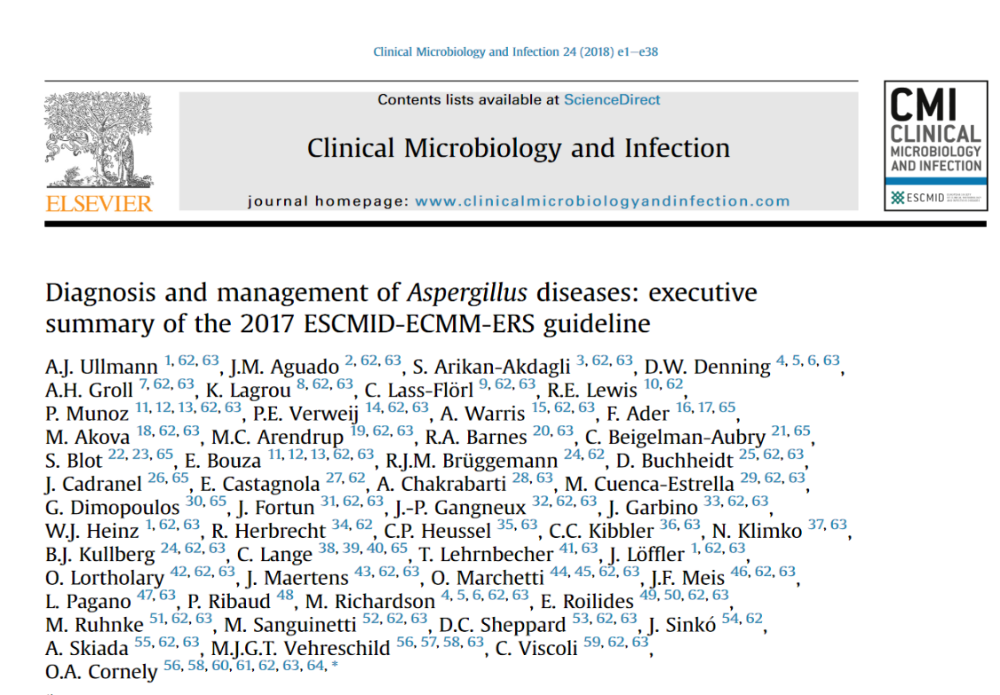 Clinical Microbiology and Infection 24 (2018) e1–e38
Contents lists available at ScienceDirect
Clinical Microbiology and Infection
journal homepage: www.clinicalmicrobiologyandinfection.com
ELSEVIER
CMI
CLINICAL
MICROBIOLOGY
AND INFECTION
ESCMID
Diagnosis and management of Aspergillus diseases: executive
summary of the 2017 ESCMID-ECMM-ERS guideline
A.J. Ullmann 1, 62, 63, J.M. Aguado 2, 62, 63, S. Arikan-Akdagli 3, 62, 63, D.W. Denning 4, 5, 6, 63,
A.H. Groll 7, 62, 63, K. Lagrou 8, 62, 63, C. Lass-Flörl 9, 62, 63, R.E. Lewis 10, 62,
P. Munoz 11, 12, 13, 62, 63, P.E. Verweij 14, 62, 63, A. Warris 15, 62, 63, F. Ader 16, 17, 65,
M. Akova 18, 62, 63, M.C. Arendrup 19, 62, 63, R.A. Barnes 20, 63, C. Beigelman-Aubry 21, 65,
S. Blot 22, 23, 65, E. Bouza 11, 12, 13, 62, 63, R.J.M. Brüggemann 24, 62, D. Buchheidt 25, 62, 63,
J. Cadranel 26, 65, E. Castagnola 27, 62, A. Chakrabarti 28, 63, M. Cuenca-Estrella 29, 62, 63,
G. Dimopoulos 30, 65, J. Fortun 31, 62, 63, J.-P. Gangneux 32, 62, 63, J. Garbino 33, 62, 63,
W.J. Heinz 1, 62, 63, R. Herbrecht 34, 62, C.P. Heussel 35, 63, C.C. Kibbler 36, 63, N. Klimko 37, 63,
B.J. Kullberg 24, 62, 63, C. Lange 38, 39, 40, 65, T. Lehrnbecher 41, 63, J. Löffler 1, 62, 63,
O. Lortholary 42, 62, 63, J. Maertens 43, 62, 63, O. Marchetti 44, 45, 62, 63, J.F. Meis 46, 62, 63,
L. Pagano 47, 63, P. Ribaud 48, M. Richardson 4, 5, 6, 62, 63, E. Roilides 49, 50, 62, 63,
M. Ruhnke 51, 62, 63, M. Sanguinetti 52, 62, 63, D.C. Sheppard 53, 62, 63, J. Sinkó 54, 62,
A. Skiada 55, 62, 63, M.J.G.T. Vehreschild 56, 57, 58, 63, C. Viscoli 59, 62, 63,
O.A. Cornely 56, 58, 60, 61, 62, 63, 64, *